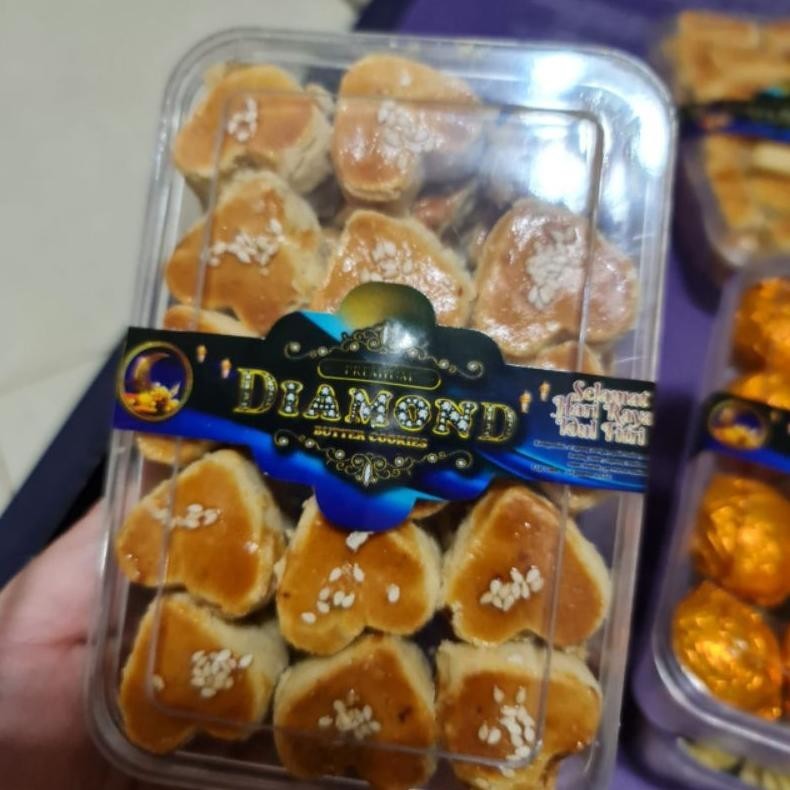 PREMIUM
DIAMOND
BUTTER COOKIES
Selamat
Hari Raya
Idul Fitri